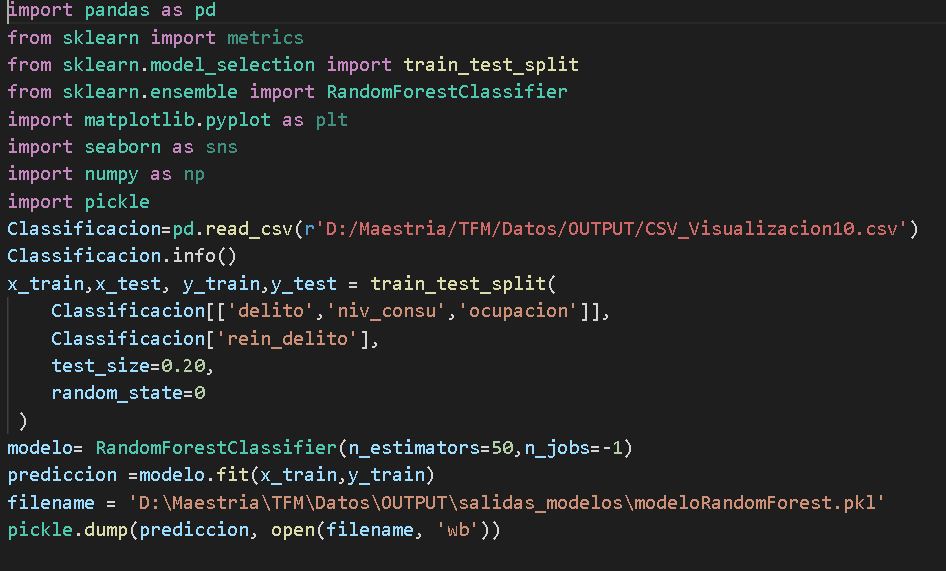 import pandas as pd
from sklearn import metrics
from sklearn.model_selection import train_test_split
from sklearn.ensemble import RandomForestClassifier
import matplotlib.pyplot as plt
import seaborn as sns
import numpy as np
import pickle
Classificacion=pd.read_csv(r'D:/Maestria/TFM/Datos/OUTPUT/CSV_Visualizacion10.csv')
Classificacion.info()
x_train,x_test, y_train,y_test = train_test_split(
    Classificacion[['delito','niv_consu','ocupacion']],
    Classificacion['rein_delito'],
    test_size=0.20,
    random_state=0
 )
modelo= RandomForestClassifier(n_estimators=50,n_jobs=-1)
prediccion =modelo.fit(x_train,y_train)
filename = 'D:\Maestria\TFM\Datos\OUTPUT\salidas_modelos\modeloRandomForest.pkl'
pickle.dump(prediccion, open(filename, 'wb'))